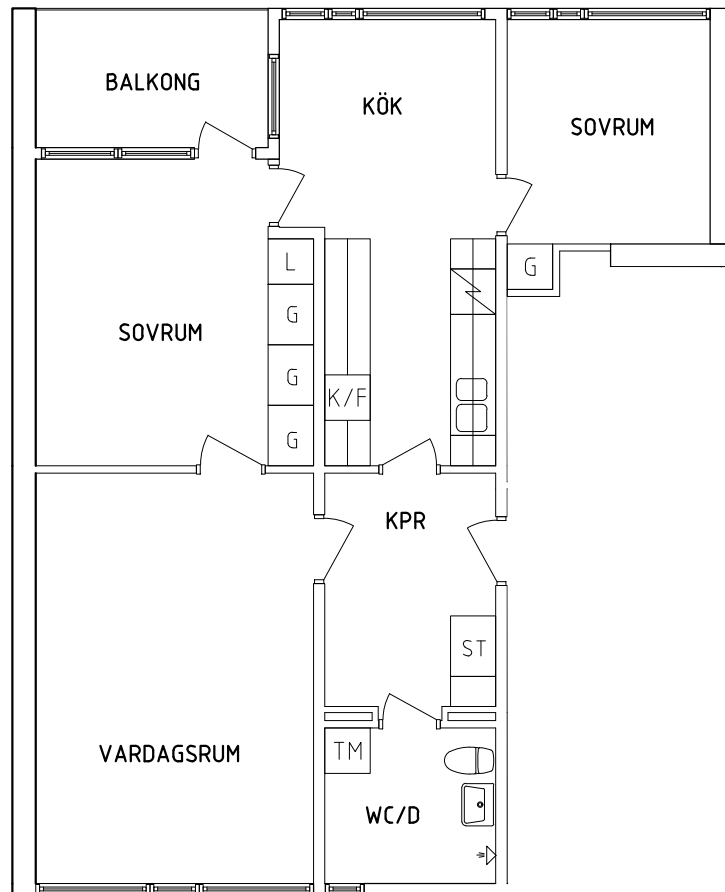 BALKONG
KÖK
SOVRUM
L
G
G
SOVRUM
G
K/F
G
KPR
ST
VARDAGSRUM
TM
WC/D